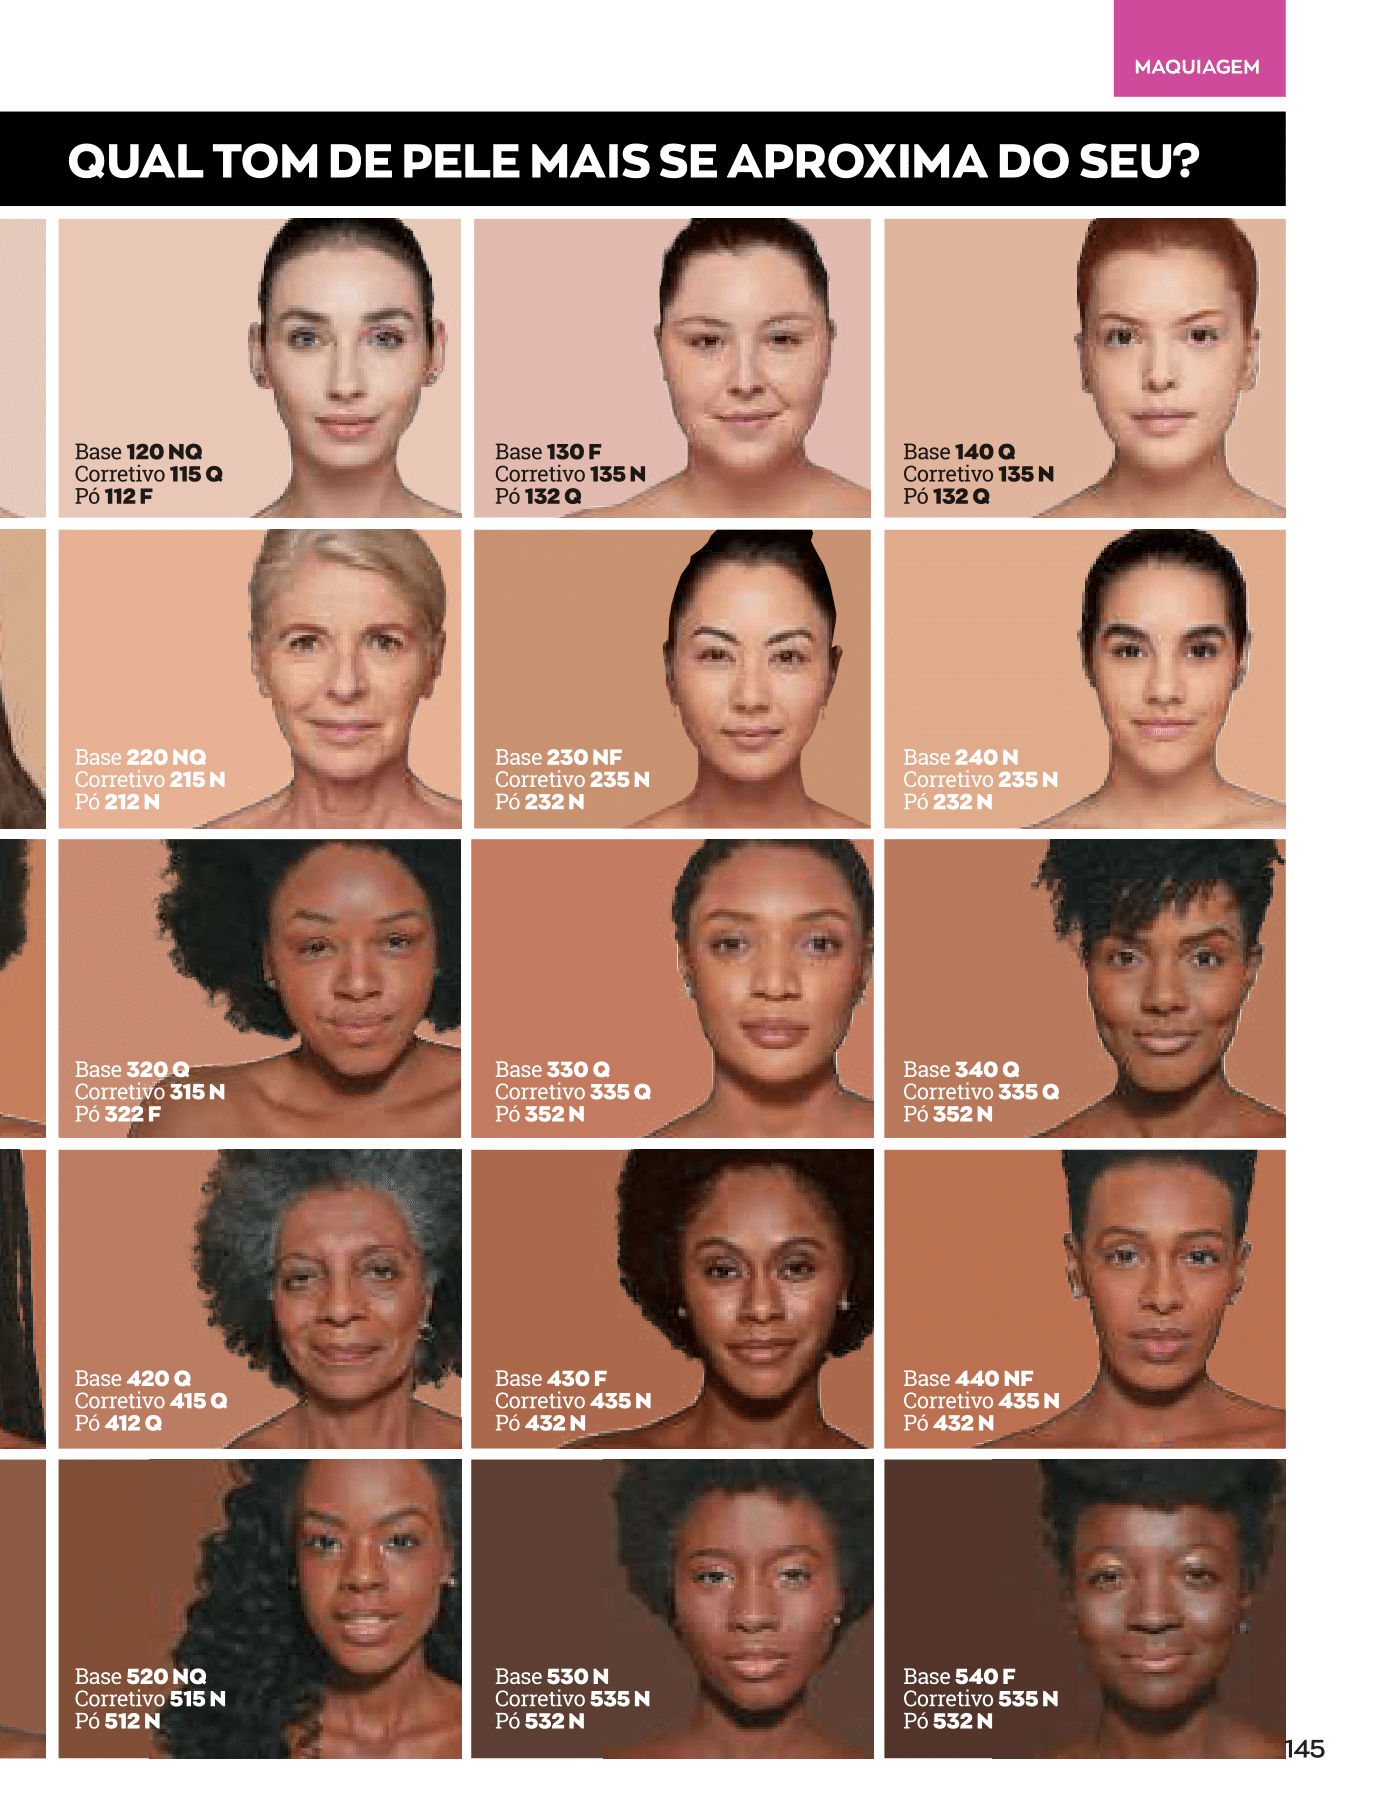 MAQUIAGEM
QUAL TOM DE PELE MAIS SE APROXIMA DO SEU?
Base 120 NQ
Corretivo 115 Q
Pó 112 F
Base 130 F
Corretivo 135 N
Pó 132 Q
Base 140 Q
Corretivo 135 N
Pó 132 Q
Base 220 NQ
Corretivo 215 N
Pó 212 N
Base 230 NF
Corretivo 235 N
Pó 232 N
Base 240 N
Corretivo 235 N
Pó 232 N
Base 320 Q
Corretivo 315 N
Pó 322 F
Base 330 Q
Corretivo 335 Q
Pó 352 N
Base 340 Q
Corretivo 335 Q
Pó 352 N
Base 420 Q
Corretivo 415 Q
Pó 412 Q
Base 430 F
Corretivo 435 N
Pó 432 N
Base 440 NF
Corretivo 435 N
Pó 432 N
Base 520 NQ
Corretivo 515 N
Pó 512 N
Base 530 N
Corretivo 535 N
Pó 532 N
Base 540 F
Corretivo 535 N
Pó 532 N
145